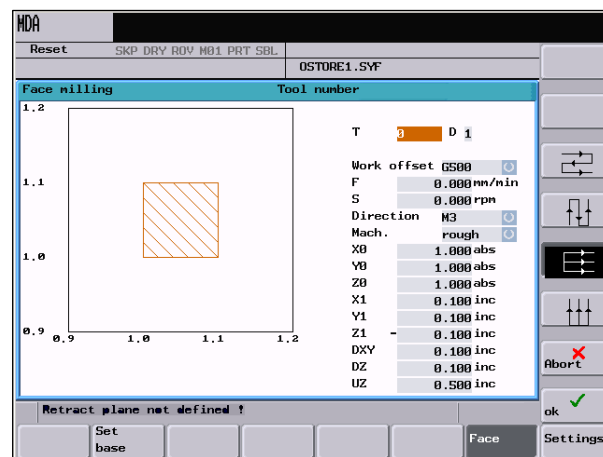 MDA
Reset SKP DRY ROV M01 PRT SBL
OSTORE1.SYF
Face milling Tool number
1.2
1.1
1.0
0.9
0.9 1.0 1.1 1.2
T 0 D 1
Work offset G500
F 0.000 mm/min
S 0.000 rpm
Direction M3
Mach. rough
X0 1.000 abs
Y0 1.000 abs
Z0 1.000 abs
X1 0.100 inc
Y1 0.100 inc
Z1 - 0.100 inc
DXY 0.100 inc
DZ 0.100 inc
UZ 0.500 inc
Abort
Retract plane not defined !
ok
Set
base
Face
Settings